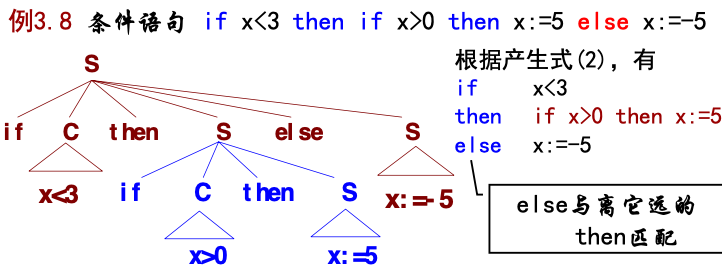 例3.8 条件语句 if x<3 then if x>0 then x:=5 else x:=-5
根据产生式(2), 有
if x<3
then if x>0 then x:=5
else x:=-5
else与离它远的
then匹配
S
if C then S else S
x<3 if C then S x:=-5
x>0 x:=5